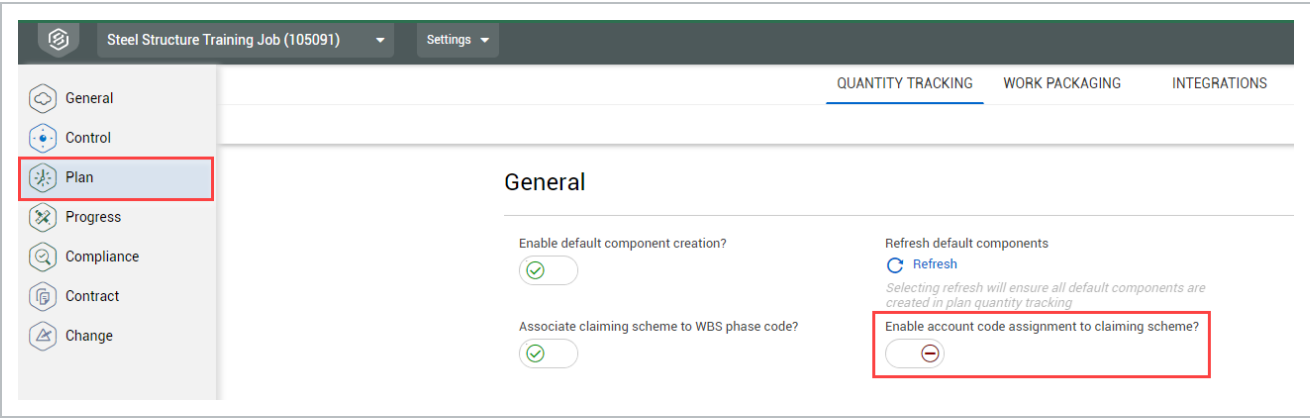 Steel Structure Training Job (105091)
Settings
General
Control
Plan
Progress
Compliance
Contract
Change
QUANTITY TRACKING
WORK PACKAGING
INTEGRATIONS
General
Enable default component creation?
Refresh default components
Refresh
Selecting refresh will ensure all default components are
created in plan quantity tracking
Associate claiming scheme to WBS phase code?
Enable account code assignment to claiming scheme?